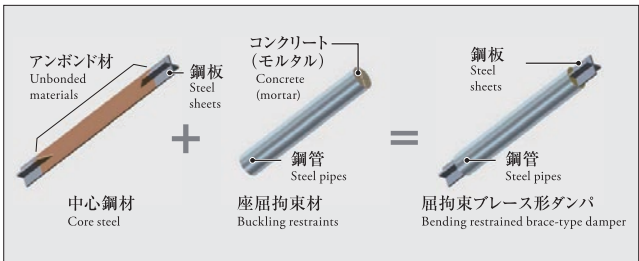 アンボンド材
Unbonded
materials
鋼板
Steel
sheets
中心鋼材
Core steel
コンクリート
(モルタル)
Concrete
(mortar)
鋼管
Steel pipes
座屈拘束材
Buckling restraints
鋼板
Steel
sheets
鋼管
Steel pipes
屈拘束ブレース形ダンパ
Bending restrained brace-type damper